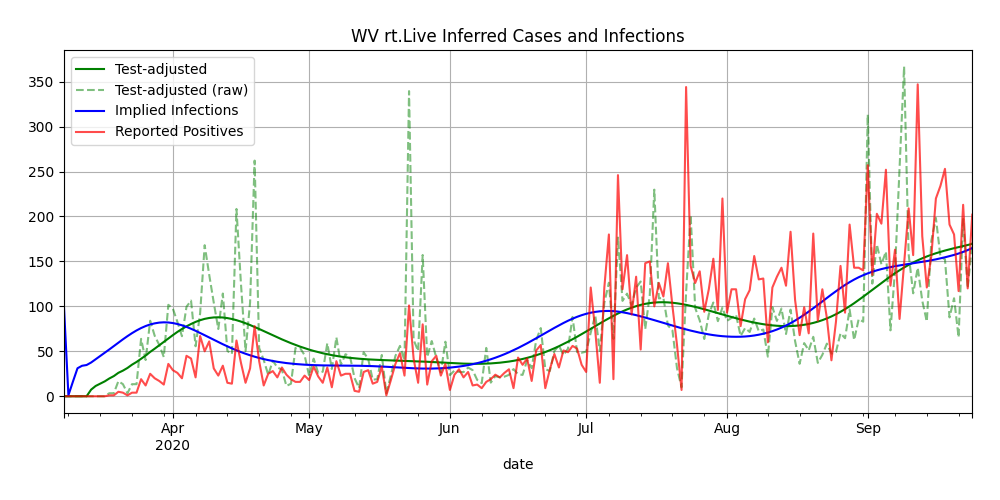 WV rt.Live Inferred Cases and Infections
Test-adjusted
Test-adjusted (raw)
Implied Infections
Reported Positives
350
300
250
200
150
100
50
0
Apr May Jun Jul Aug Sep
2020
date